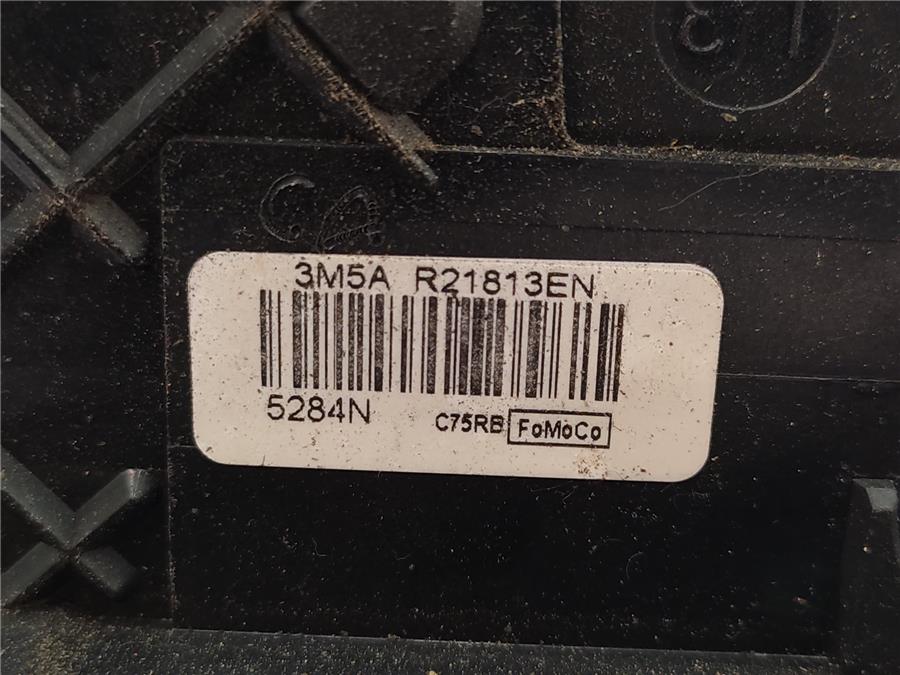 3M5A R21813EN
5284N
C75RB FoMoCo